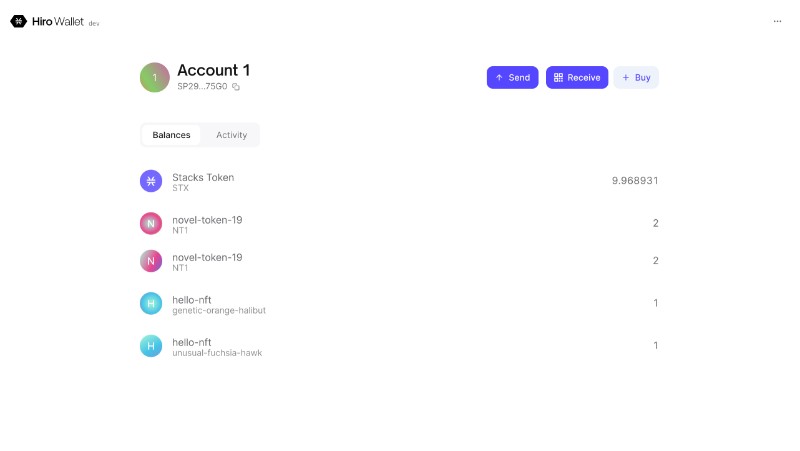 Hiro Wallet dev
...
1
Account 1
SP29...75G0
Send
Receive
+ Buy
Balances
Activity
Stacks Token
STX
9.968931
N
novel-token-19
NT1
2
N
novel-token-19
NT1
2
H
hello-nft
genetic-orange-halibut
1
H
hello-nft
unusual-fuchsia-hawk
1